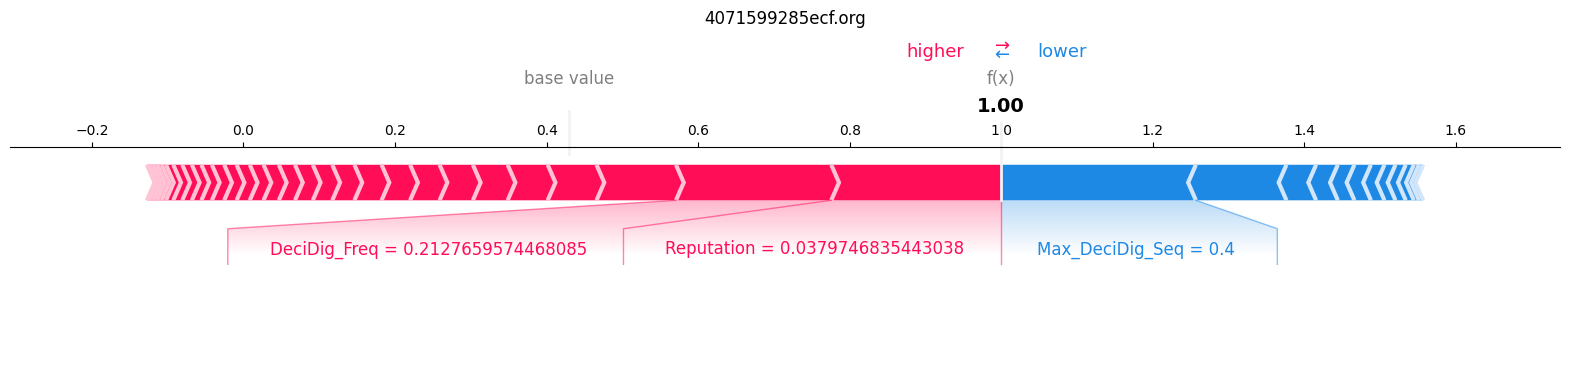 4071599285ecf.org
higher ⇄ lower
base value f(x)
1.00
−0.2 0.0 0.2 0.4 0.6 0.8 1.0 1.2 1.4 1.6
DeciDig_Freq = 0.2127659574468085 Reputation = 0.0379746835443038 Max_DeciDig_Seq = 0.4